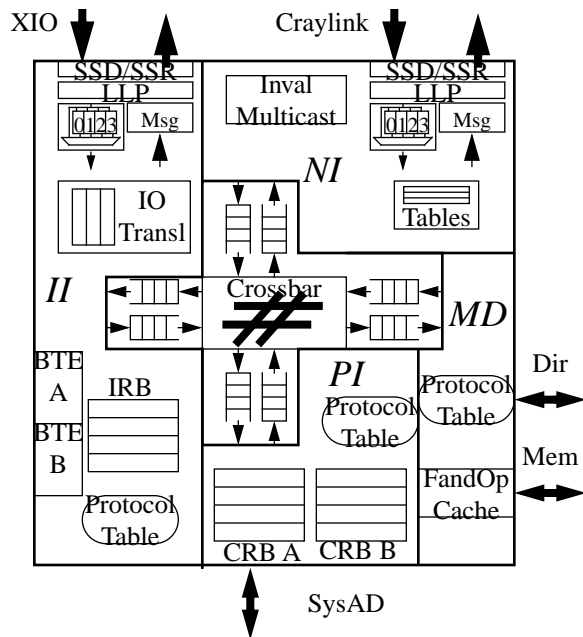 XIO
Craylink
SSD/SSR
LLP
0123
Msg
Inval
Multicast
SSD/SSR
LLP
0123
Msg
NI
IO
Transl
Tables
II
Crossbar
MD
PI
BTE
A
BTE
B
IRB
Protocol
Table
Protocol
Table
Protocol
Table
Dir
Mem
FandOp
Cache
CRB A
CRB B
SysAD